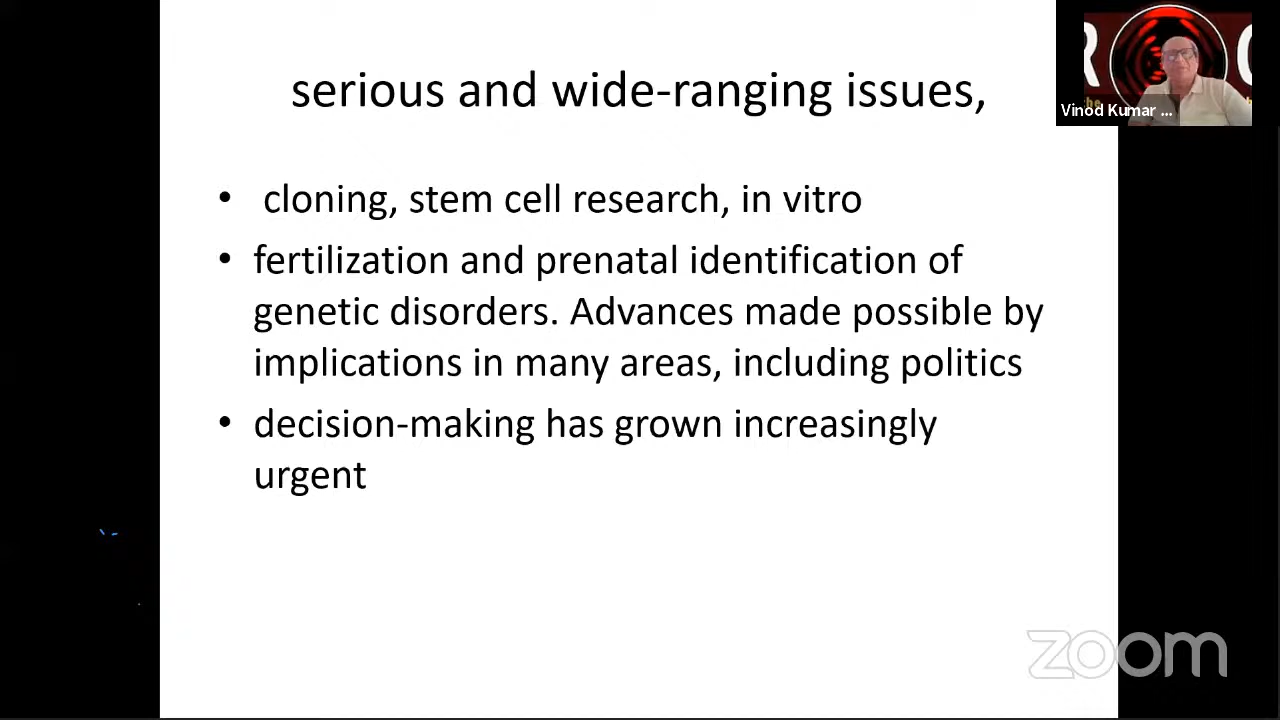 serious and wide-ranging issues,
Vinod Kumar ...
• cloning, stem cell research, in vitro
• fertilization and prenatal identification of
genetic disorders. Advances made possible by
implications in many areas, including politics
• decision-making has grown increasingly
urgent
zoom